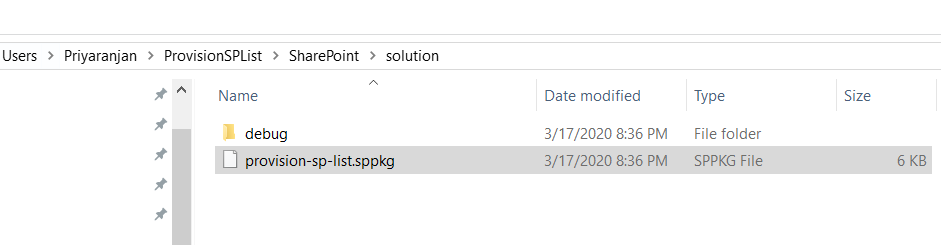 Users > Priyaranjan > ProvisionSPList > SharePoint > solution
Name Date modified Type Size
debug 3/17/2020 8:36 PM File folder
provision-sp-list.sppkg 3/17/2020 8:36 PM SPPKG File 6 KB